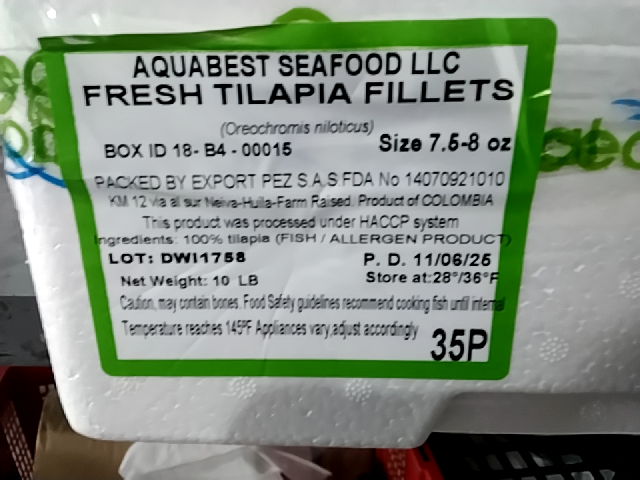 AQUABEST SEAFOOD LLC
FRESH TILAPIA FILLETS
(Oreochromis niloticus)
BOX ID 18- B4 - 00015 Size 7.5-8 oz
PACKED BY EXPORT PEZ S.A.S.FDA No 14070921010
KM 12 via al sur Neiva-Huila-Farm Raised. Product of COLOMBIA
This product was processed under HACCP system
Ingredients: 100% tilapia (FISH / ALLERGEN PRODUCT)
LOT: DWI1758 P. D. 11/06/25
Net Weight: 10 LB Store at:28°/36°F
Caution, may contain bones. Food Safety guidelines recommend cooking fish until internal
Temperature reaches 145ºF Appliances vary,adjust accordingly
35P